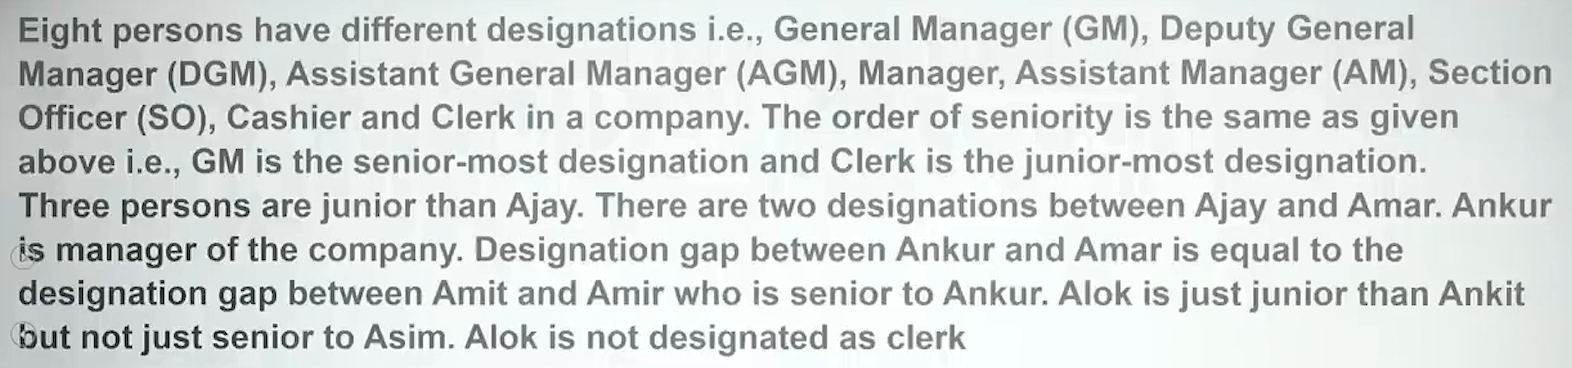 Eight persons have different designations i.e., General Manager (GM), Deputy General
Manager (DGM), Assistant General Manager (AGM), Manager, Assistant Manager (AM), Section
Officer (SO), Cashier and Clerk in a company. The order of seniority is the same as given
above i.e., GM is the senior-most designation and Clerk is the junior-most designation.
Three persons are junior than Ajay. There are two designations between Ajay and Amar. Ankur
is manager of the company. Designation gap between Ankur and Amar is equal to the
designation gap between Amit and Amir who is senior to Ankur. Alok is just junior than Ankit
but not just senior to Asim. Alok is not designated as clerk